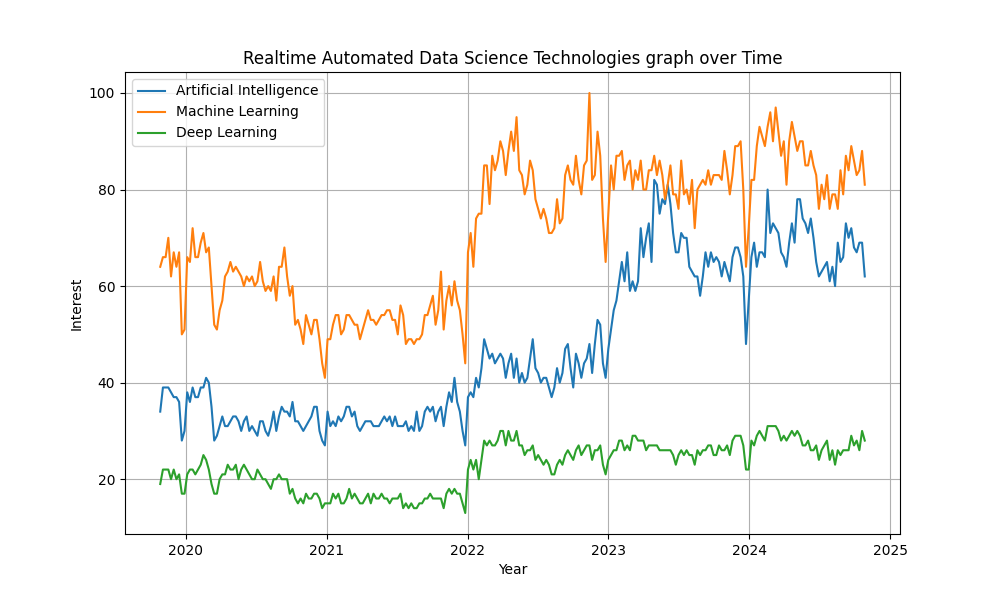 Realtime Automated Data Science Technologies graph over Time
Artificial Intelligence
Machine Learning
Deep Learning
100
80
60
40
20
Interest
2020 2021 2022 2023 2024 2025
Year